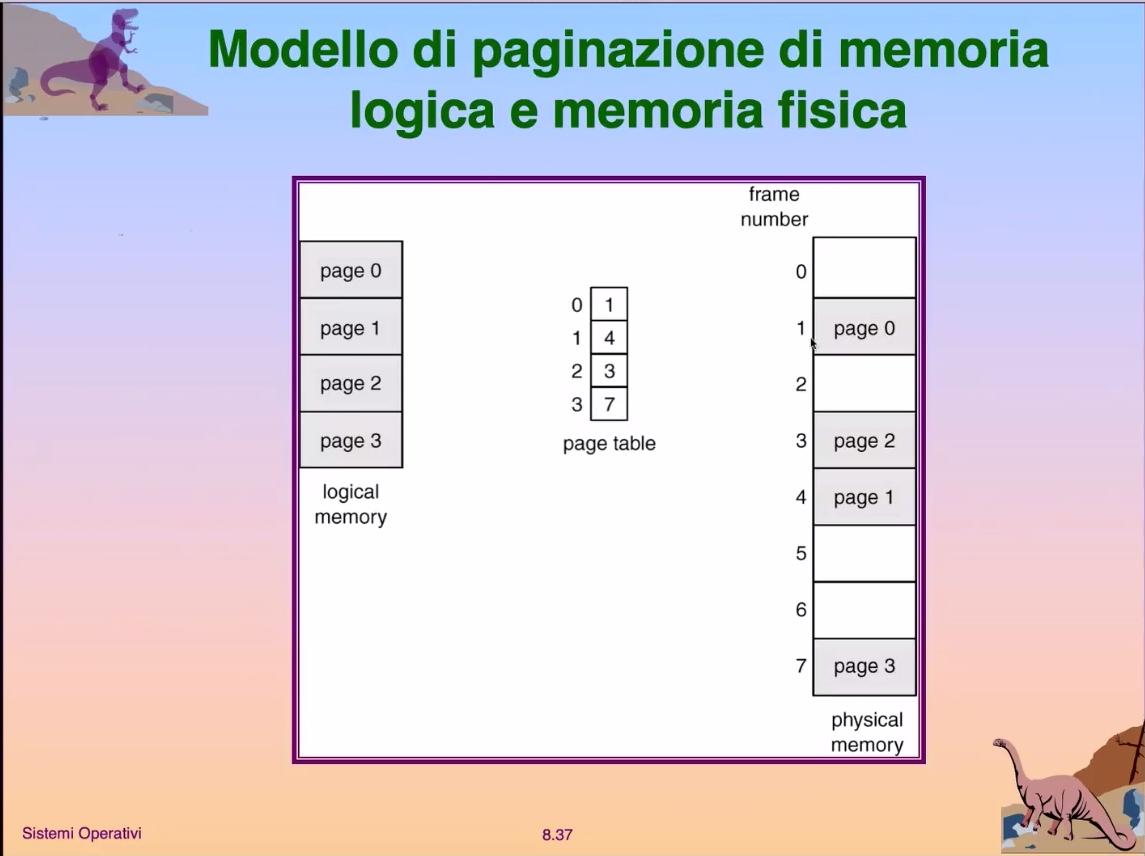 Modello di paginazione di memoria
logica e memoria fisica
page 0
page 1
page 2
page 3
logical
memory
0 1
1 4
2 3
3 7
page table
frame
number
0
1 page 0
2
3 page 2
4 page 1
5
6
7 page 3
physical
memory
Sistemi Operativi
8.37